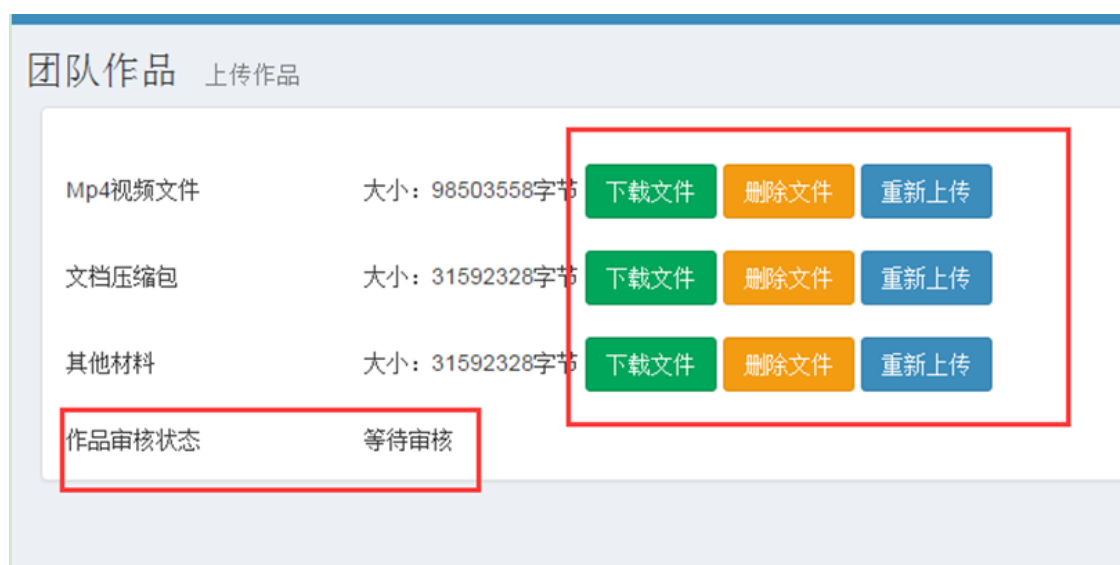 团队作品 上传作品
Mp4视频文件 大小：98503558字节 下载文件 删除文件 重新上传
文档压缩包 大小：31592328字节 下载文件 删除文件 重新上传
其他材料 大小：31592328字节 下载文件 删除文件 重新上传
作品审核状态 等待审核